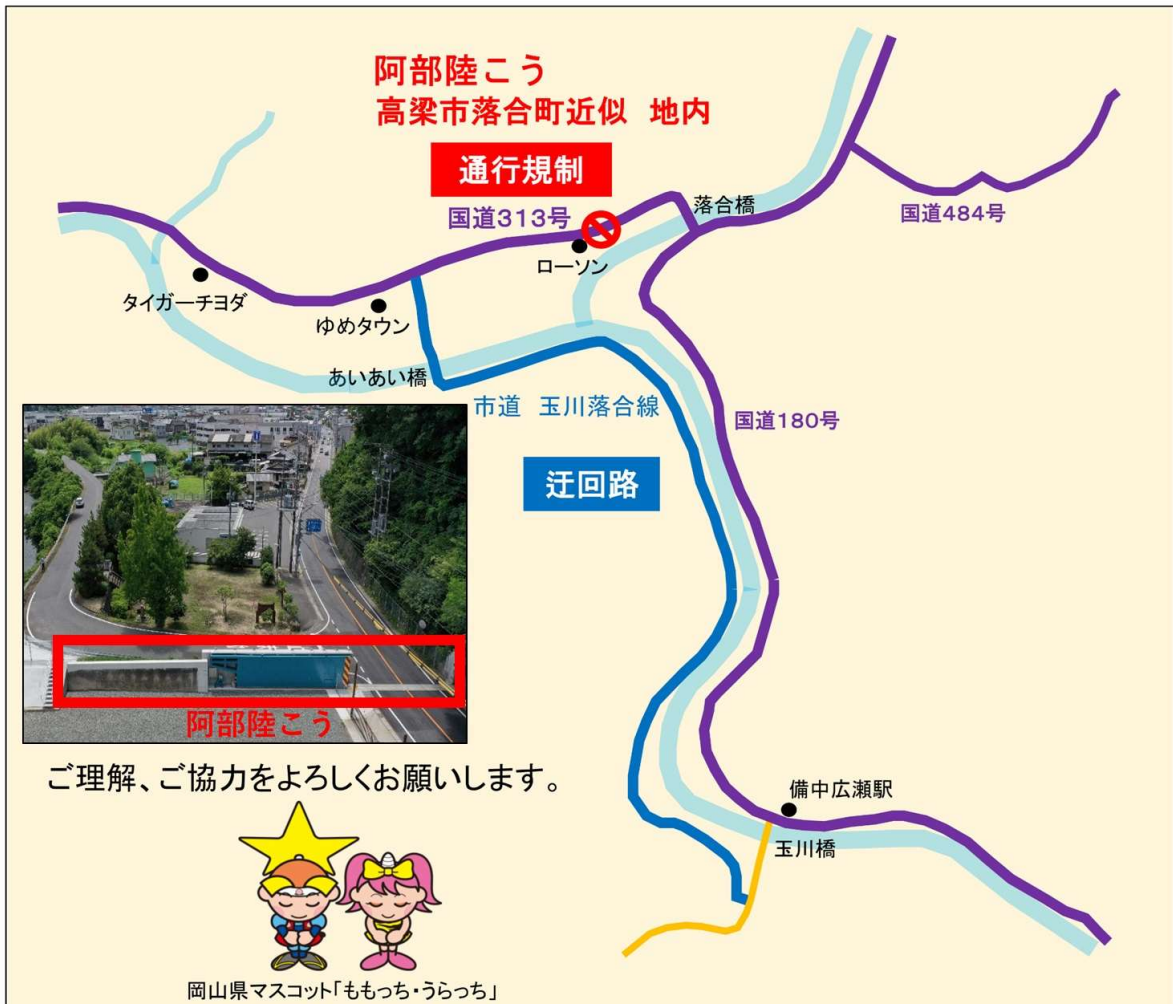 阿部陸こう
高梁市落合町近似 地内
通行規制
国道313号
落合橋
国道484号
ローソン
タイガーチヨダ
ゆめタウン
あいあい橋
市道 玉川落合線
国道180号
迂回路
阿部陸こう
ご理解、ご協力をよろしくお願いします。
備中広瀬駅
玉川橋
岡山県マスコット「ももっち・うらっち」